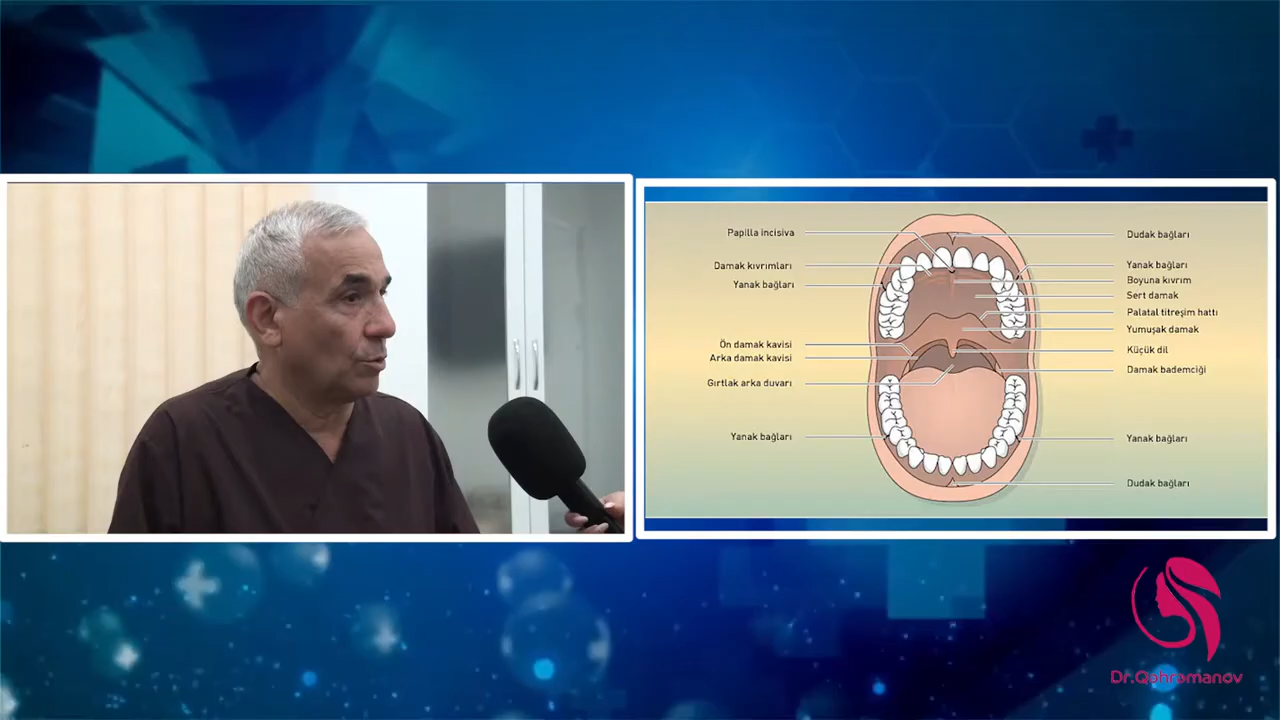 Papilla incisiva
Damak kıvrımları
Yanak bağları
Ön damak kavisi
Arka damak kavisi
Gırtlak arka duvarı
Yanak bağları
Dudak bağları
Yanak bağları
Boyuna kıvrım
Sert damak
Palatal titreşim hattı
Yumuşak damak
Küçük dil
Damak bademciği
Yanak bağları
Dudak bağları
Dr.Qəhrəmanov